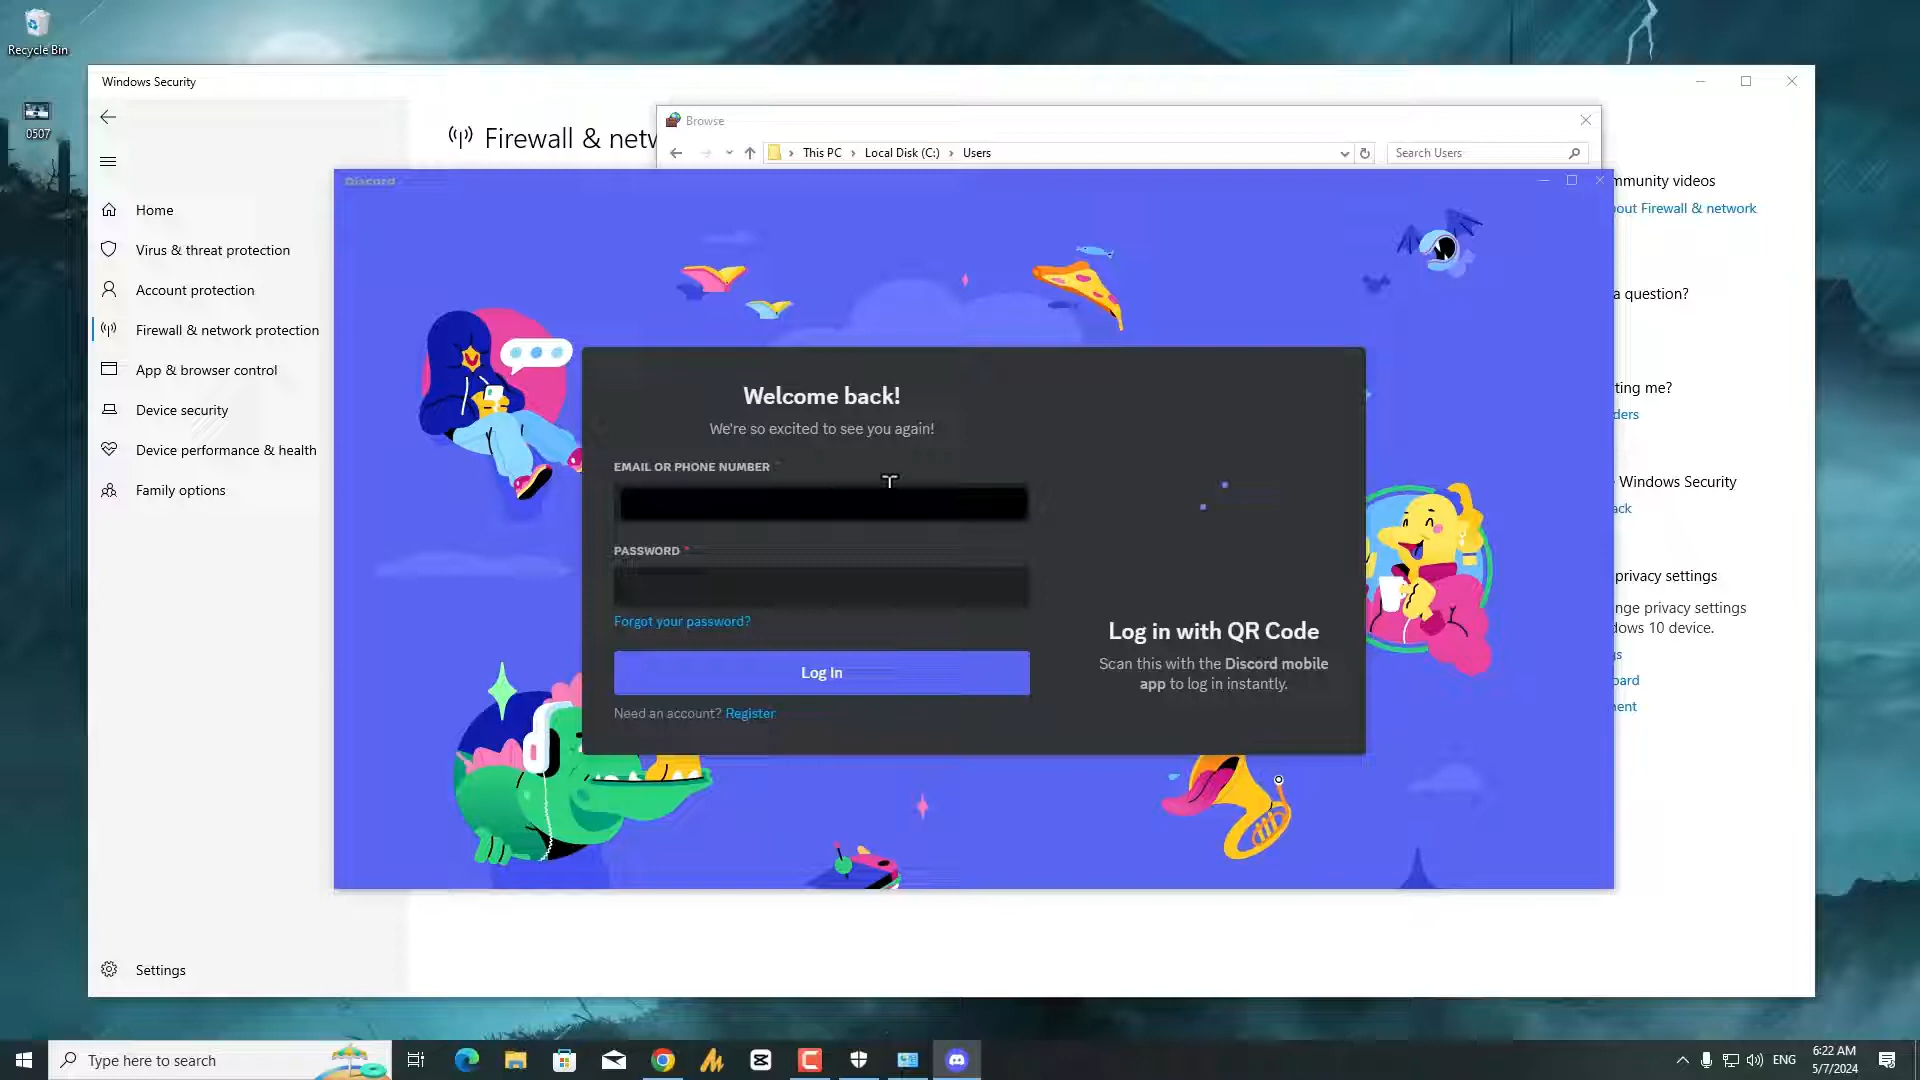 Recycle Bin
0507
Windows Security
Home
Virus & threat protection
Account protection
Firewall & network protection
App & browser control
Device security
Device performance & health
Family options
Settings
Firewall & netw
Browse
This PC
Local Disk (C:)
Users
Search Users
mmunity videos
out Firewall & network
a question?
ting me?
ders
Windows Security
ack
privacy settings
nge privacy settings
dows 10 device.
gs
oard
ent
Discord
Welcome back!
We're so excited to see you again!
EMAIL OR PHONE NUMBER
PASSWORD *
Forgot your password?
Log In
Need an account? Register
Log in with QR Code
Scan this with the Discord mobile
app to log in instantly.
Type here to search
ENG
6:22 AM
5/7/2024